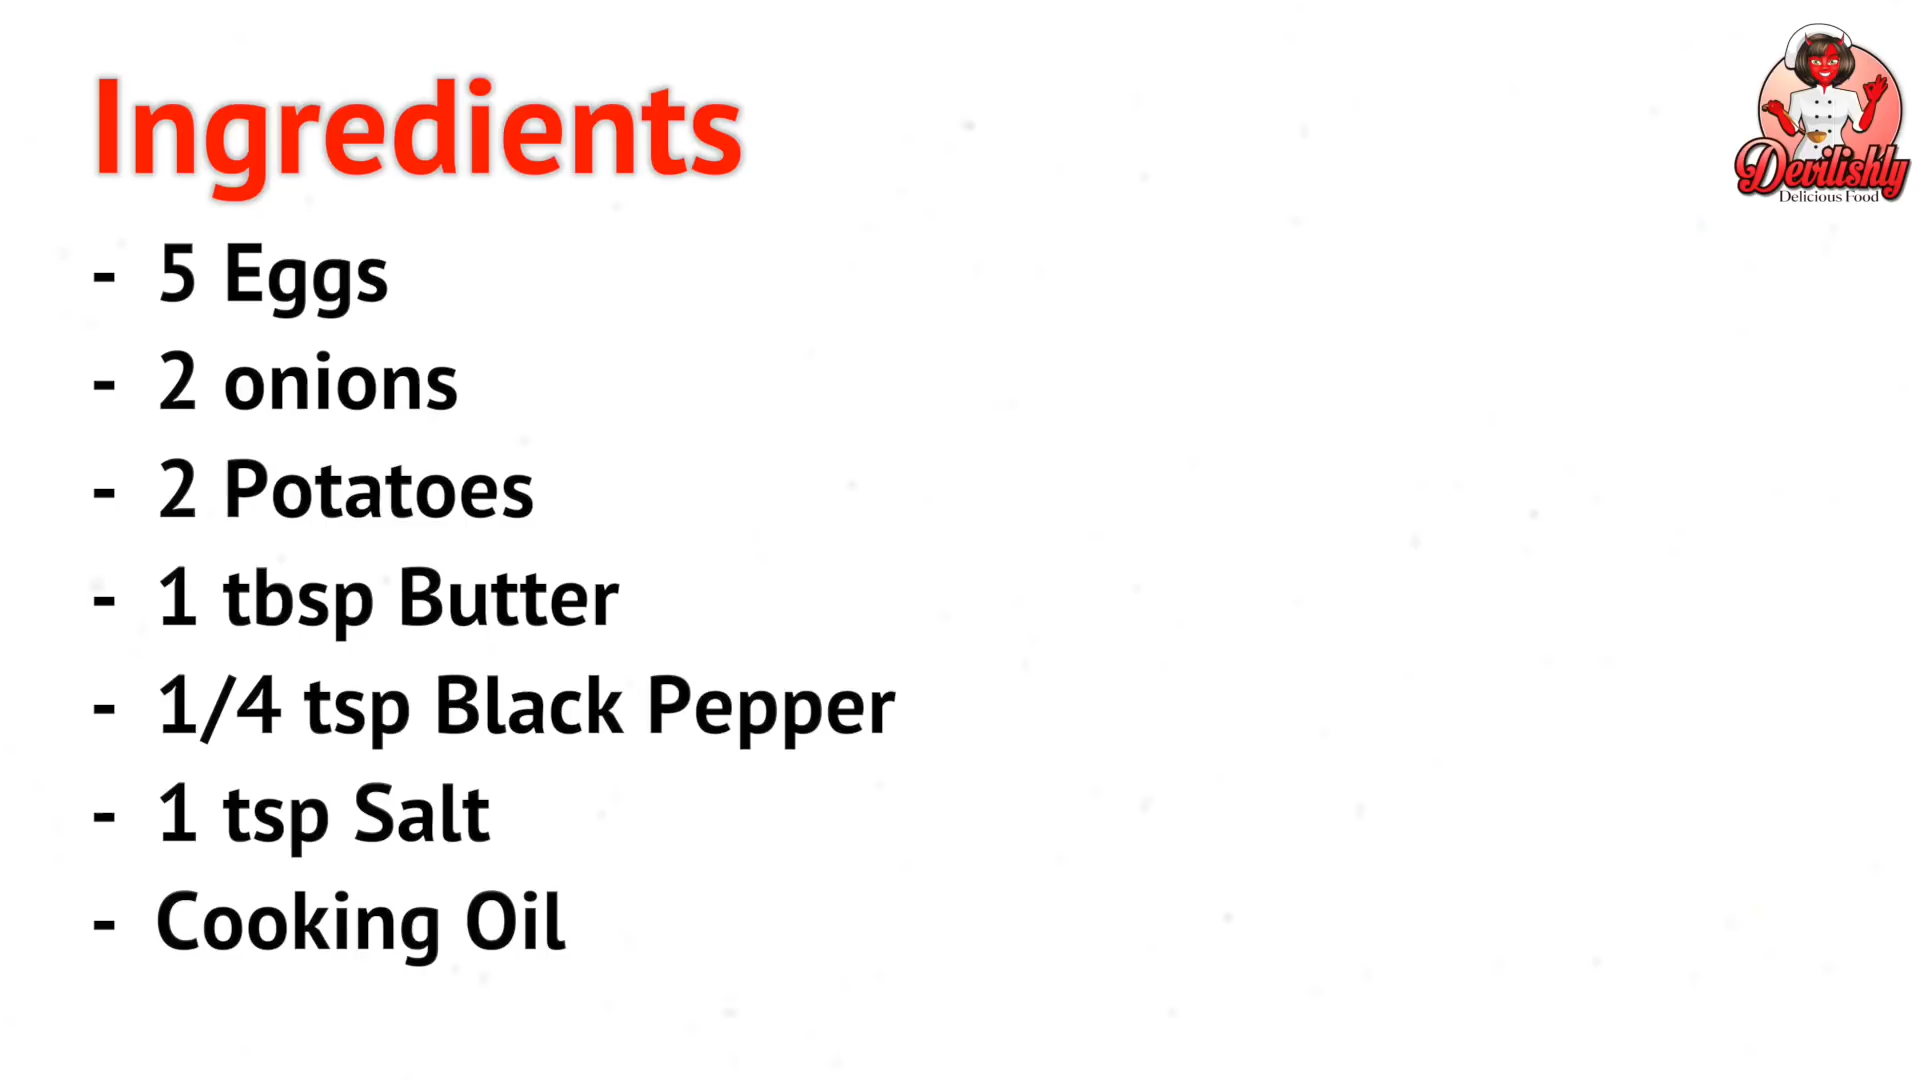 Ingredients
- 5 Eggs
- 2 onions
- 2 Potatoes
- 1 tbsp Butter
- 1/4 tsp Black Pepper
- 1 tsp Salt
- Cooking Oil
Devilishly
Delicious Food